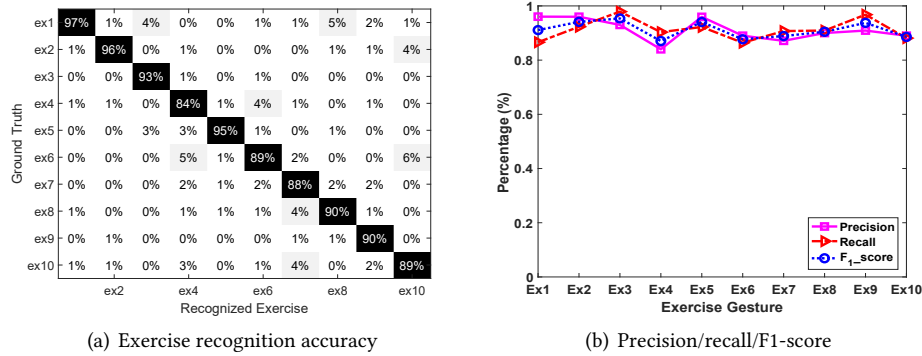 ex1 97% 1% 4% 0% 0% 1% 1% 5% 2% 1%
ex2 1% 96% 0% 1% 0% 0% 0% 1% 1% 4%
ex3 0% 0% 93% 1% 0% 1% 0% 0% 0% 0%
ex4 1% 1% 0% 84% 1% 4% 1% 0% 1% 0%
ex5 0% 0% 3% 3% 95% 1% 0% 1% 0% 0%
ex6 0% 0% 0% 5% 1% 89% 2% 0% 0% 6%
ex7 0% 0% 0% 2% 1% 2% 88% 2% 2% 0%
ex8 1% 0% 0% 1% 1% 1% 4% 90% 1% 0%
ex9 0% 1% 0% 0% 0% 0% 1% 1% 90% 0%
ex10 1% 1% 0% 3% 0% 1% 4% 0% 2% 89%
Ground Truth
ex2 ex4 ex6 ex8 ex10
Recognized Exercise
(a) Exercise recognition accuracy
1
0.8
0.6
0.4
0.2
0
Percentage (%)
Precision
Recall
F1_score
Ex1 Ex2 Ex3 Ex4 Ex5 Ex6 Ex7 Ex8 Ex9 Ex10
Exercise Gesture
(b) Precision/recall/F1-score